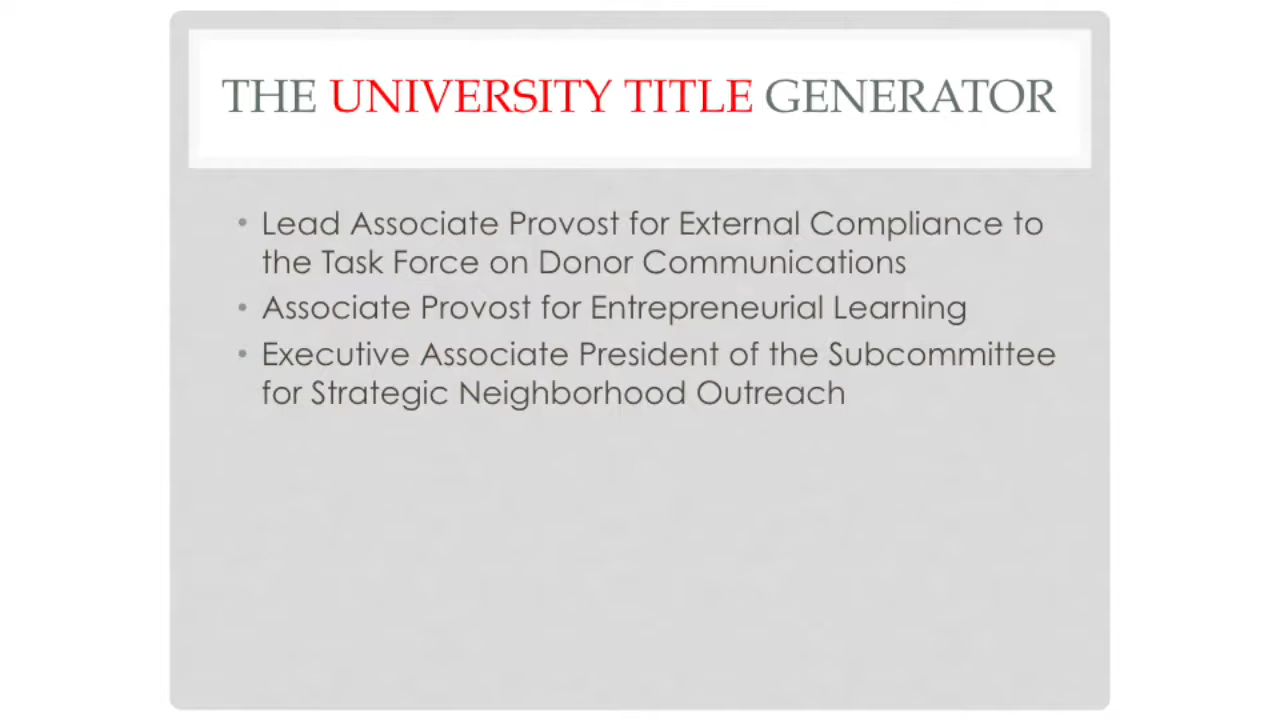 THE UNIVERSITY TITLE GENERATOR
• Lead Associate Provost for External Compliance to
the Task Force on Donor Communications
• Associate Provost for Entrepreneurial Learning
• Executive Associate President of the Subcommittee
for Strategic Neighborhood Outreach